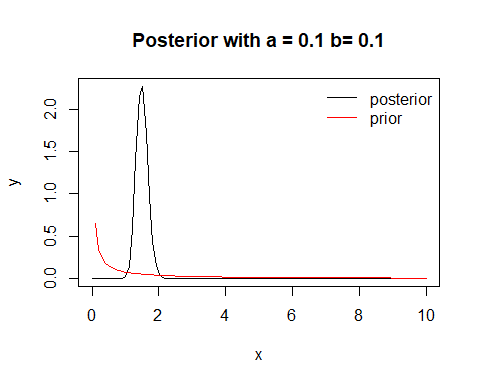 Posterior with a = 0.1 b= 0.1
posterior
prior
y
2.0
1.5
1.0
0.5
0.0
0 2 4 6 8 10
x